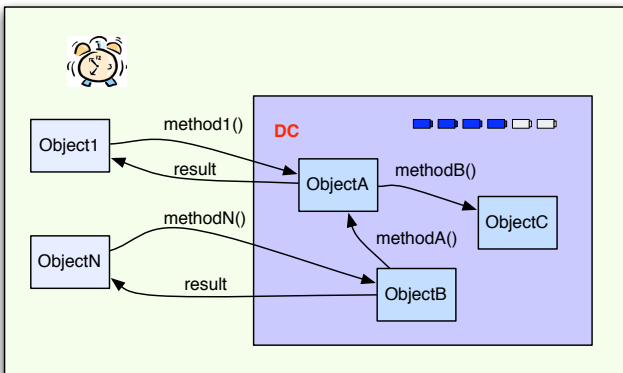 method1()
DC
Object1
result
ObjectA
methodB()
methodN()
ObjectC
methodA()
ObjectN
result
ObjectB